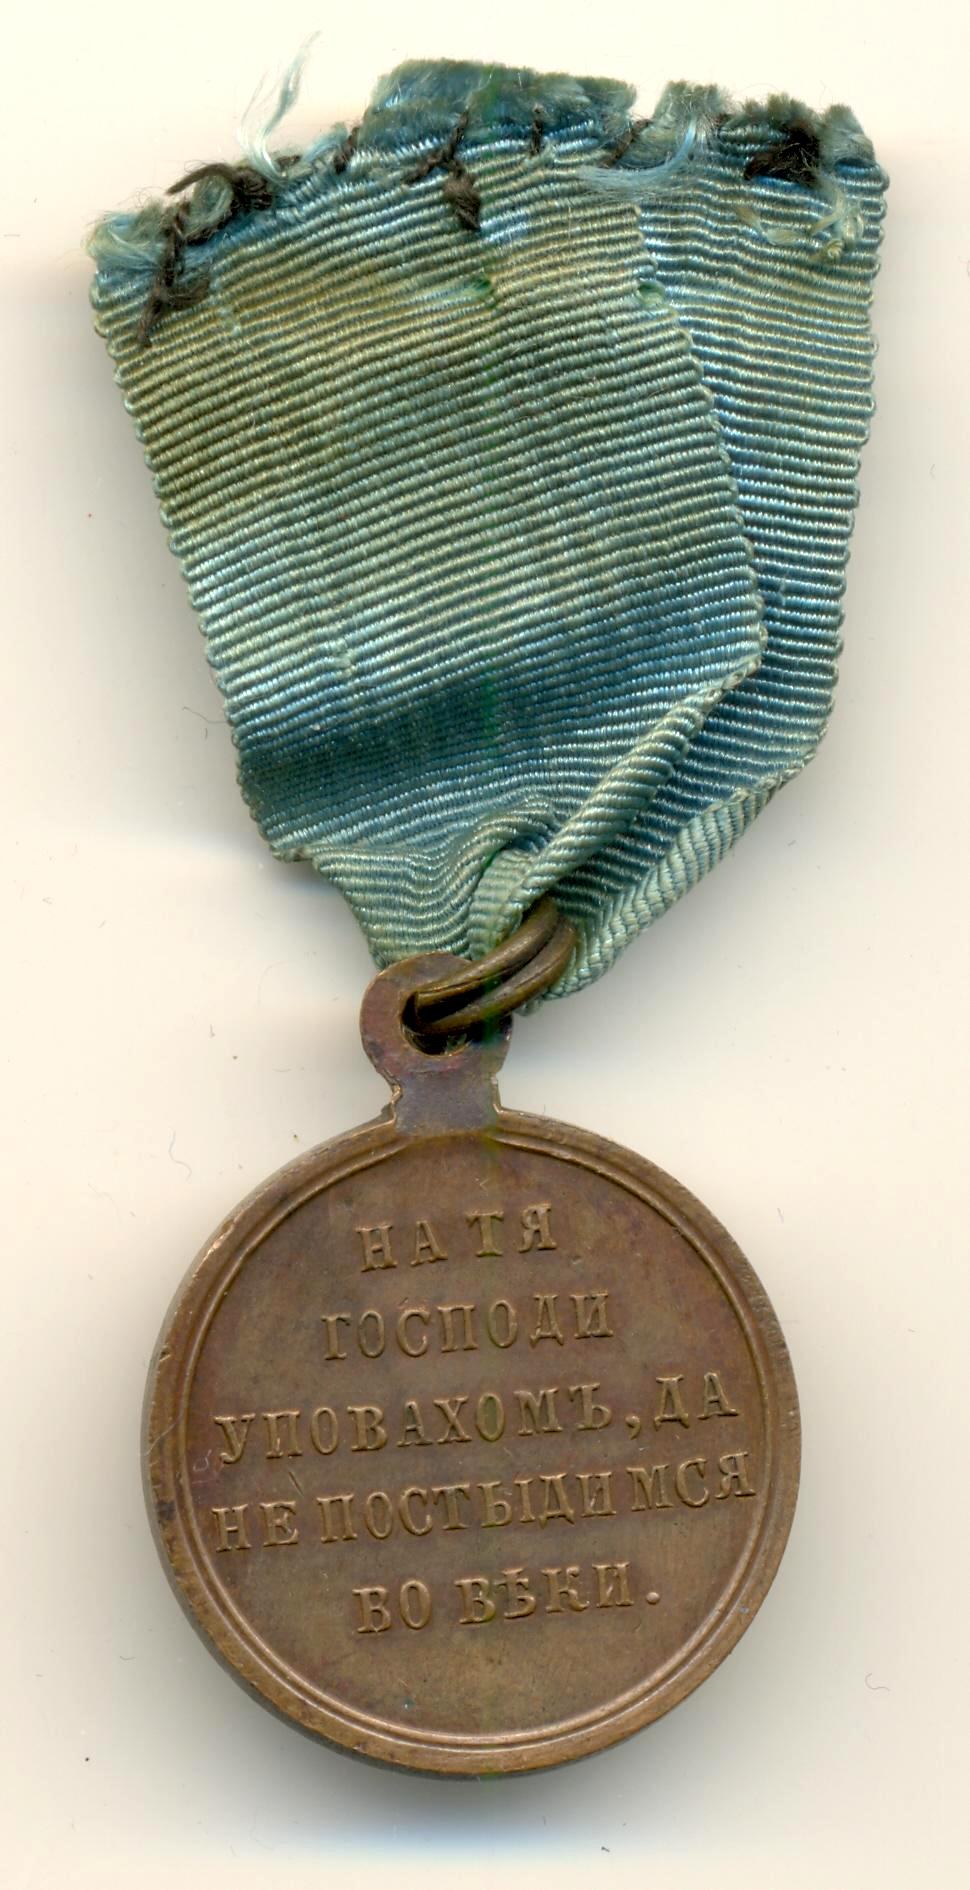 НА ТЯ
ГОСПОДИ
УПОВАХОМЪ, ДА
НЕ ПОСТЫДИМСЯ
ВО ВѢКИ.